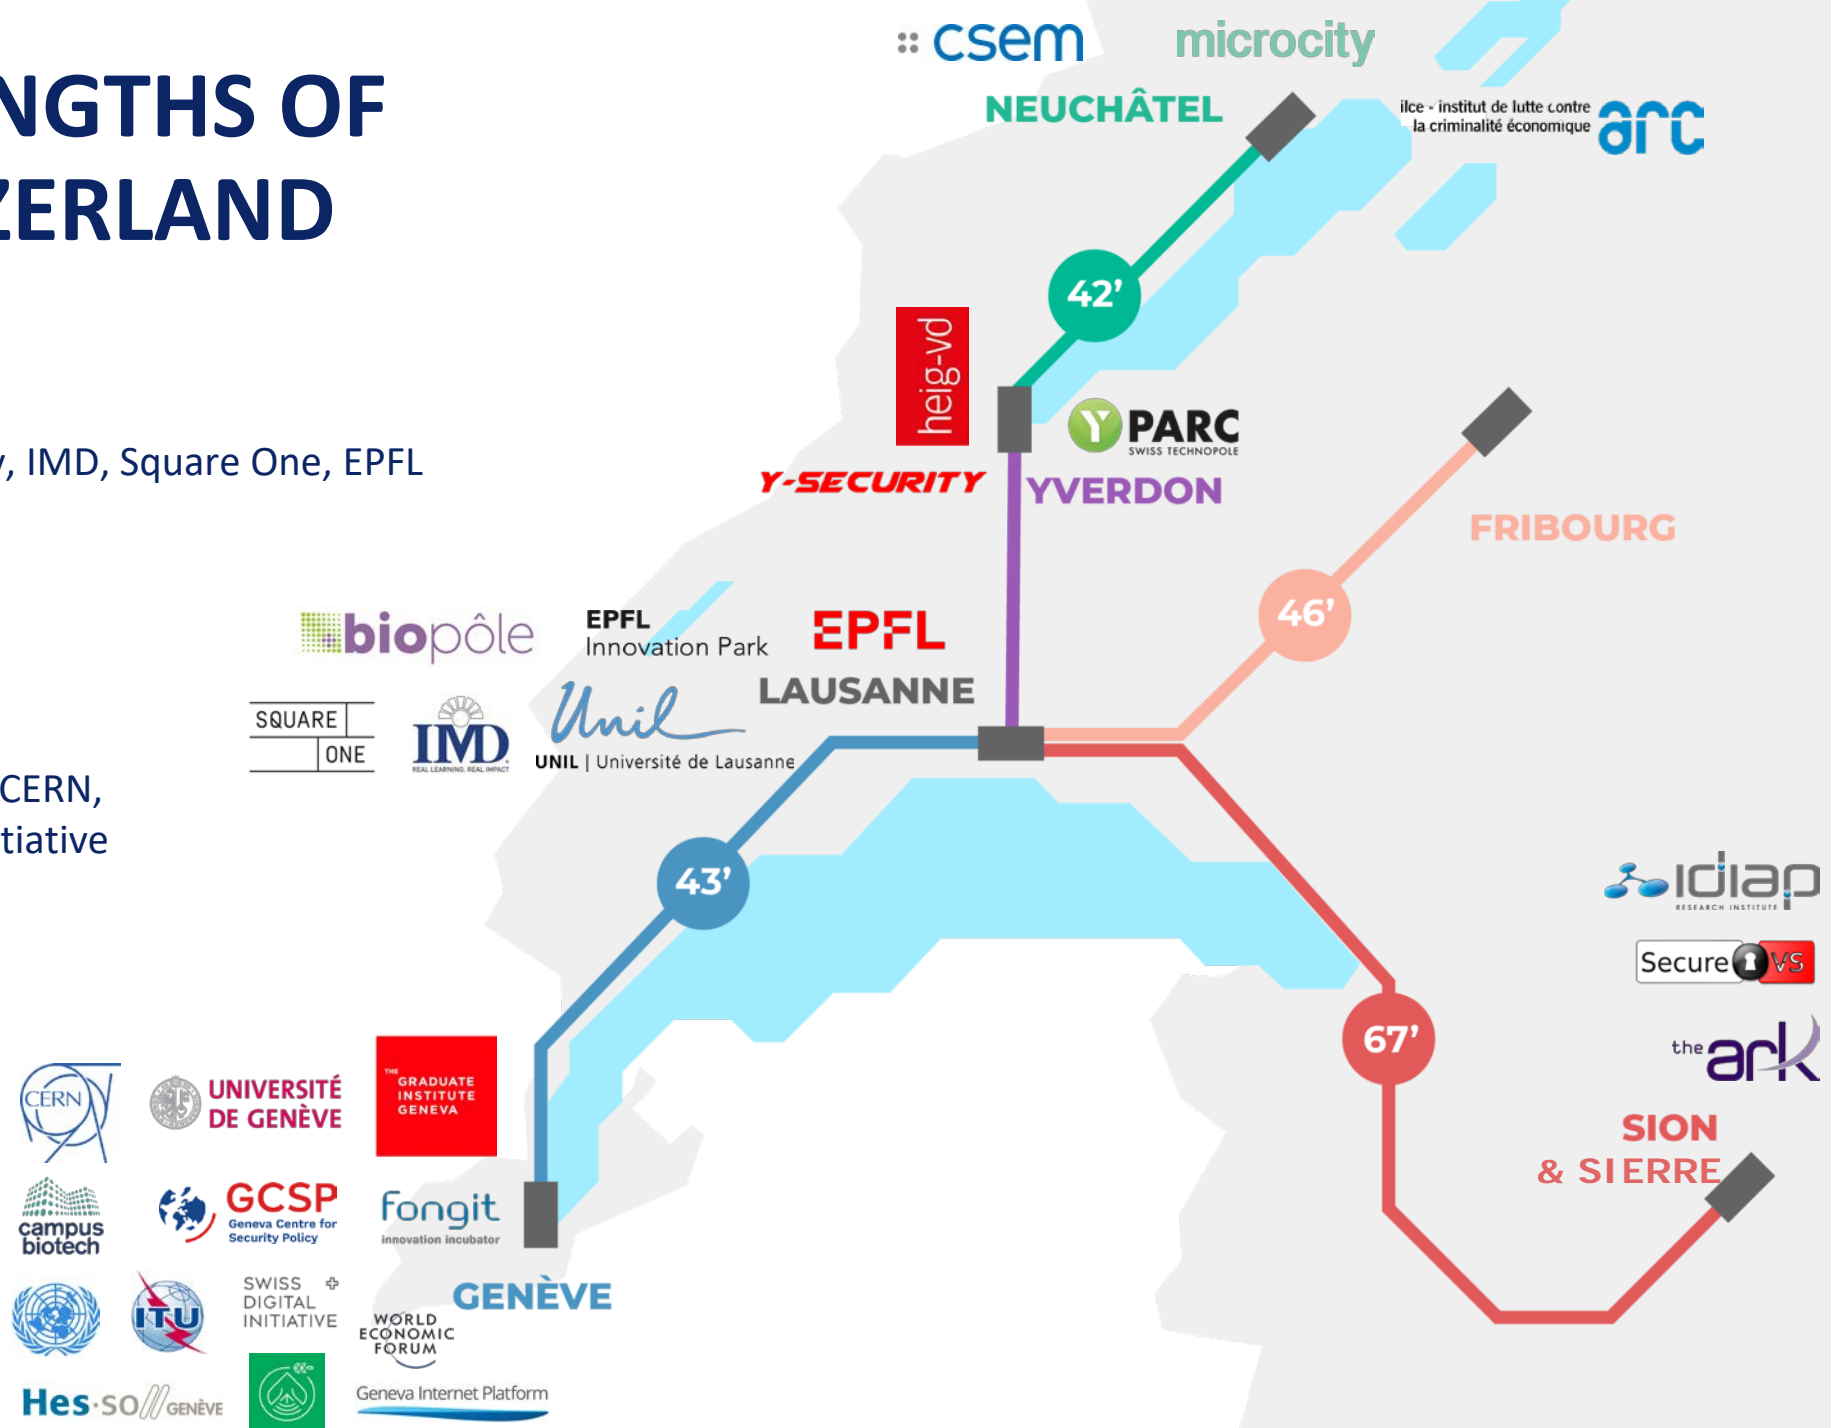 NGTHS OF
ZERLAND
y, IMD, Square One, EPFL
CERN,
tiative
csem
microcity
NEUCHÂTEL
ilce - institut de lutte contre
la criminalité économique
arc
42’
heig-vd
Y PARC
SWISS TECHNOPOLE
Y-SECURITY
YVERDON
FRIBOURG
46’
biopôle
EPFL
Innovation Park
EPFL
LAUSANNE
SQUARE
ONE
IMD
REAL LEARNING. REAL IMPACT
Unil
UNIL | Université de Lausanne
43’
idiap
RESEARCH INSTITUTE
Secure VS
the ark
67’
SION
& SIERRE
CERN
UNIVERSITÉ
DE GENÈVE
THE
GRADUATE
INSTITUTE
GENEVA
campus
biotech
GCSP
Geneva Centre for
Security Policy
fongit
innovation incubator
GENÈVE
ITU
SWISS
DIGITAL
INITIATIVE
WORLD
ECONOMIC
FORUM
Hes·so// GENÈVE
Geneva Internet Platform